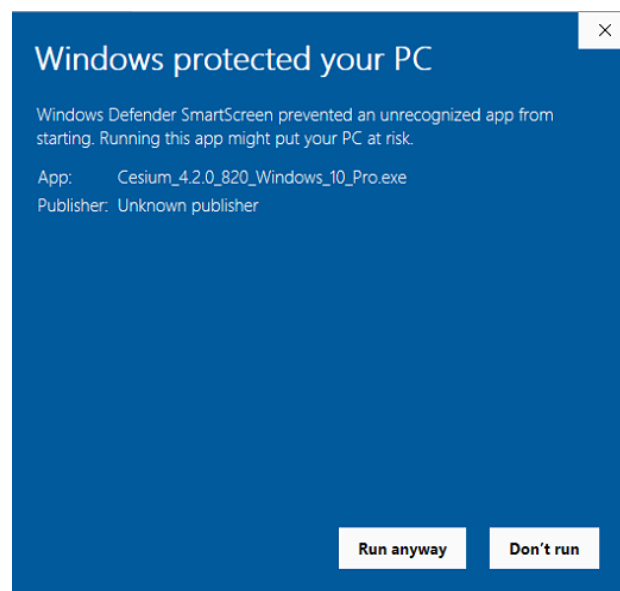 Windows protected your PC
Windows Defender SmartScreen prevented an unrecognized app from
starting. Running this app might put your PC at risk.
App: Cesium_4.2.0_820_Windows_10_Pro.exe
Publisher: Unknown publisher
Run anyway Don't run